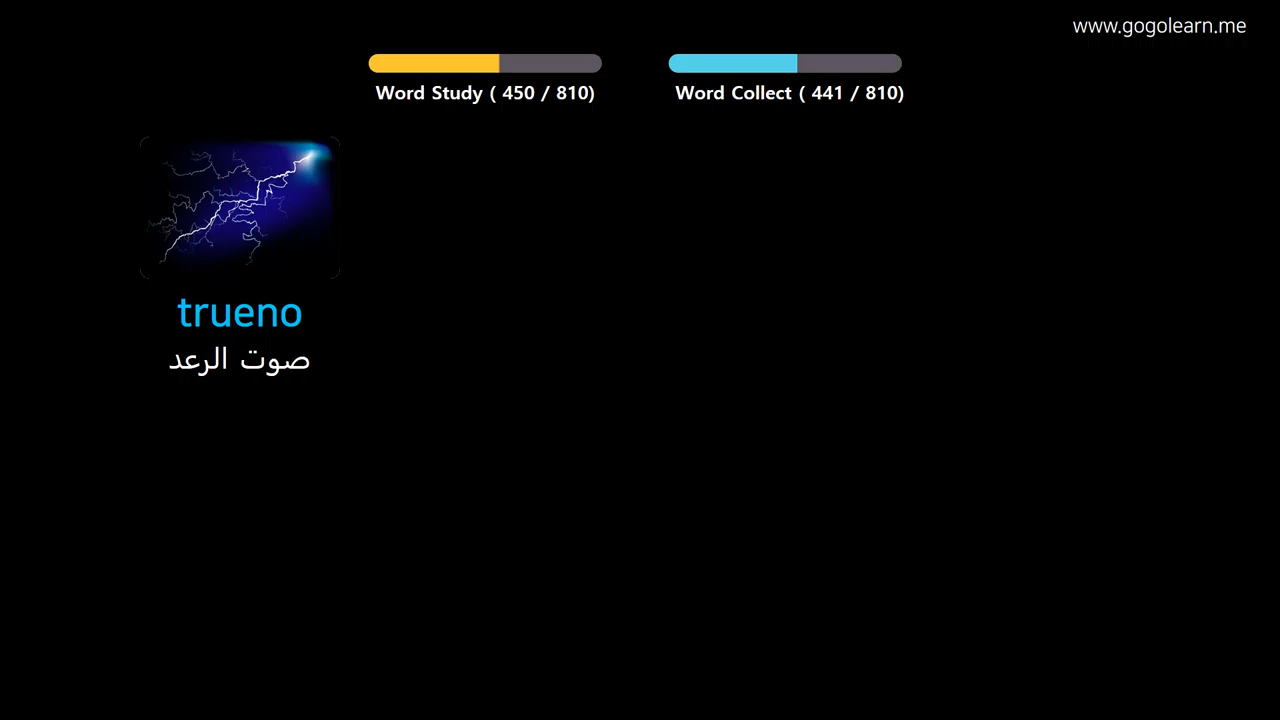 www.gogolearn.me
Word Study ( 450 / 810)
Word Collect ( 441 / 810)
trueno
صوت الرعد